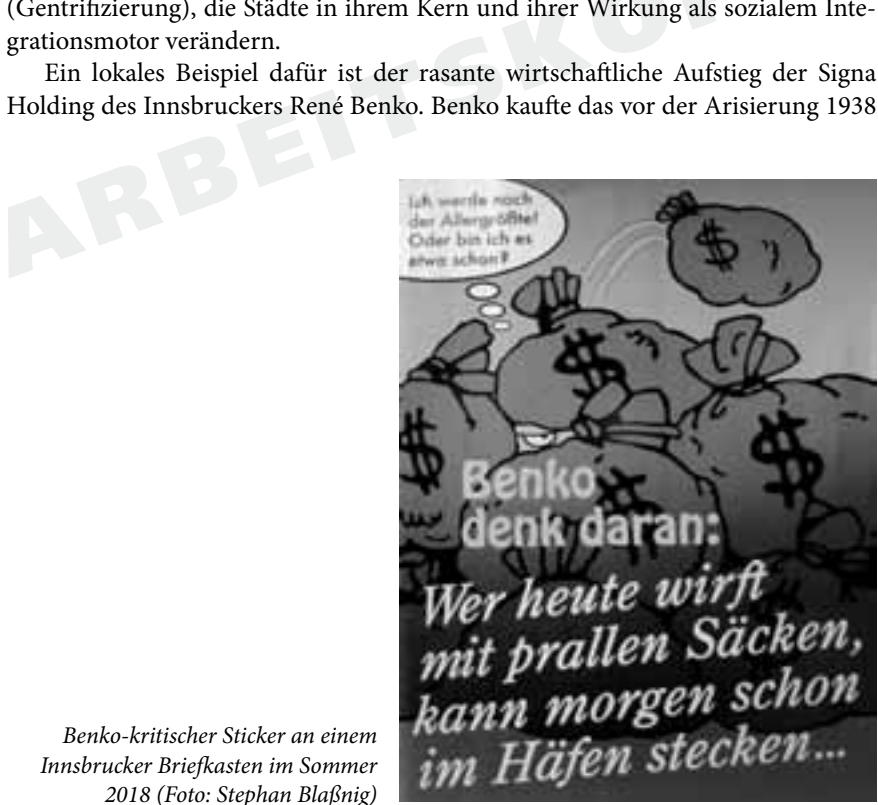 (Gentrifizierung), die Städte in ihrem Kern und ihrer Wirkung als sozialem Inte-
grationsmotor verändern.
Ein lokales Beispiel dafür ist der rasante wirtschaftliche Aufstieg der Signa
Holding des Innsbruckers René Benko. Benko kaufte das vor der Arisierung 1938
Ich werde noch
der Allergrößte!
Oder bin ich es
etwa schon?
$
$
$
$
Benko
denk daran:
Wer heute wirft
mit prallen Säcken,
kann morgen schon
im Häfen stecken...
Benko-kritischer Sticker an einem
Innsbrucker Briefkasten im Sommer
2018 (Foto: Stephan Blaßnig)